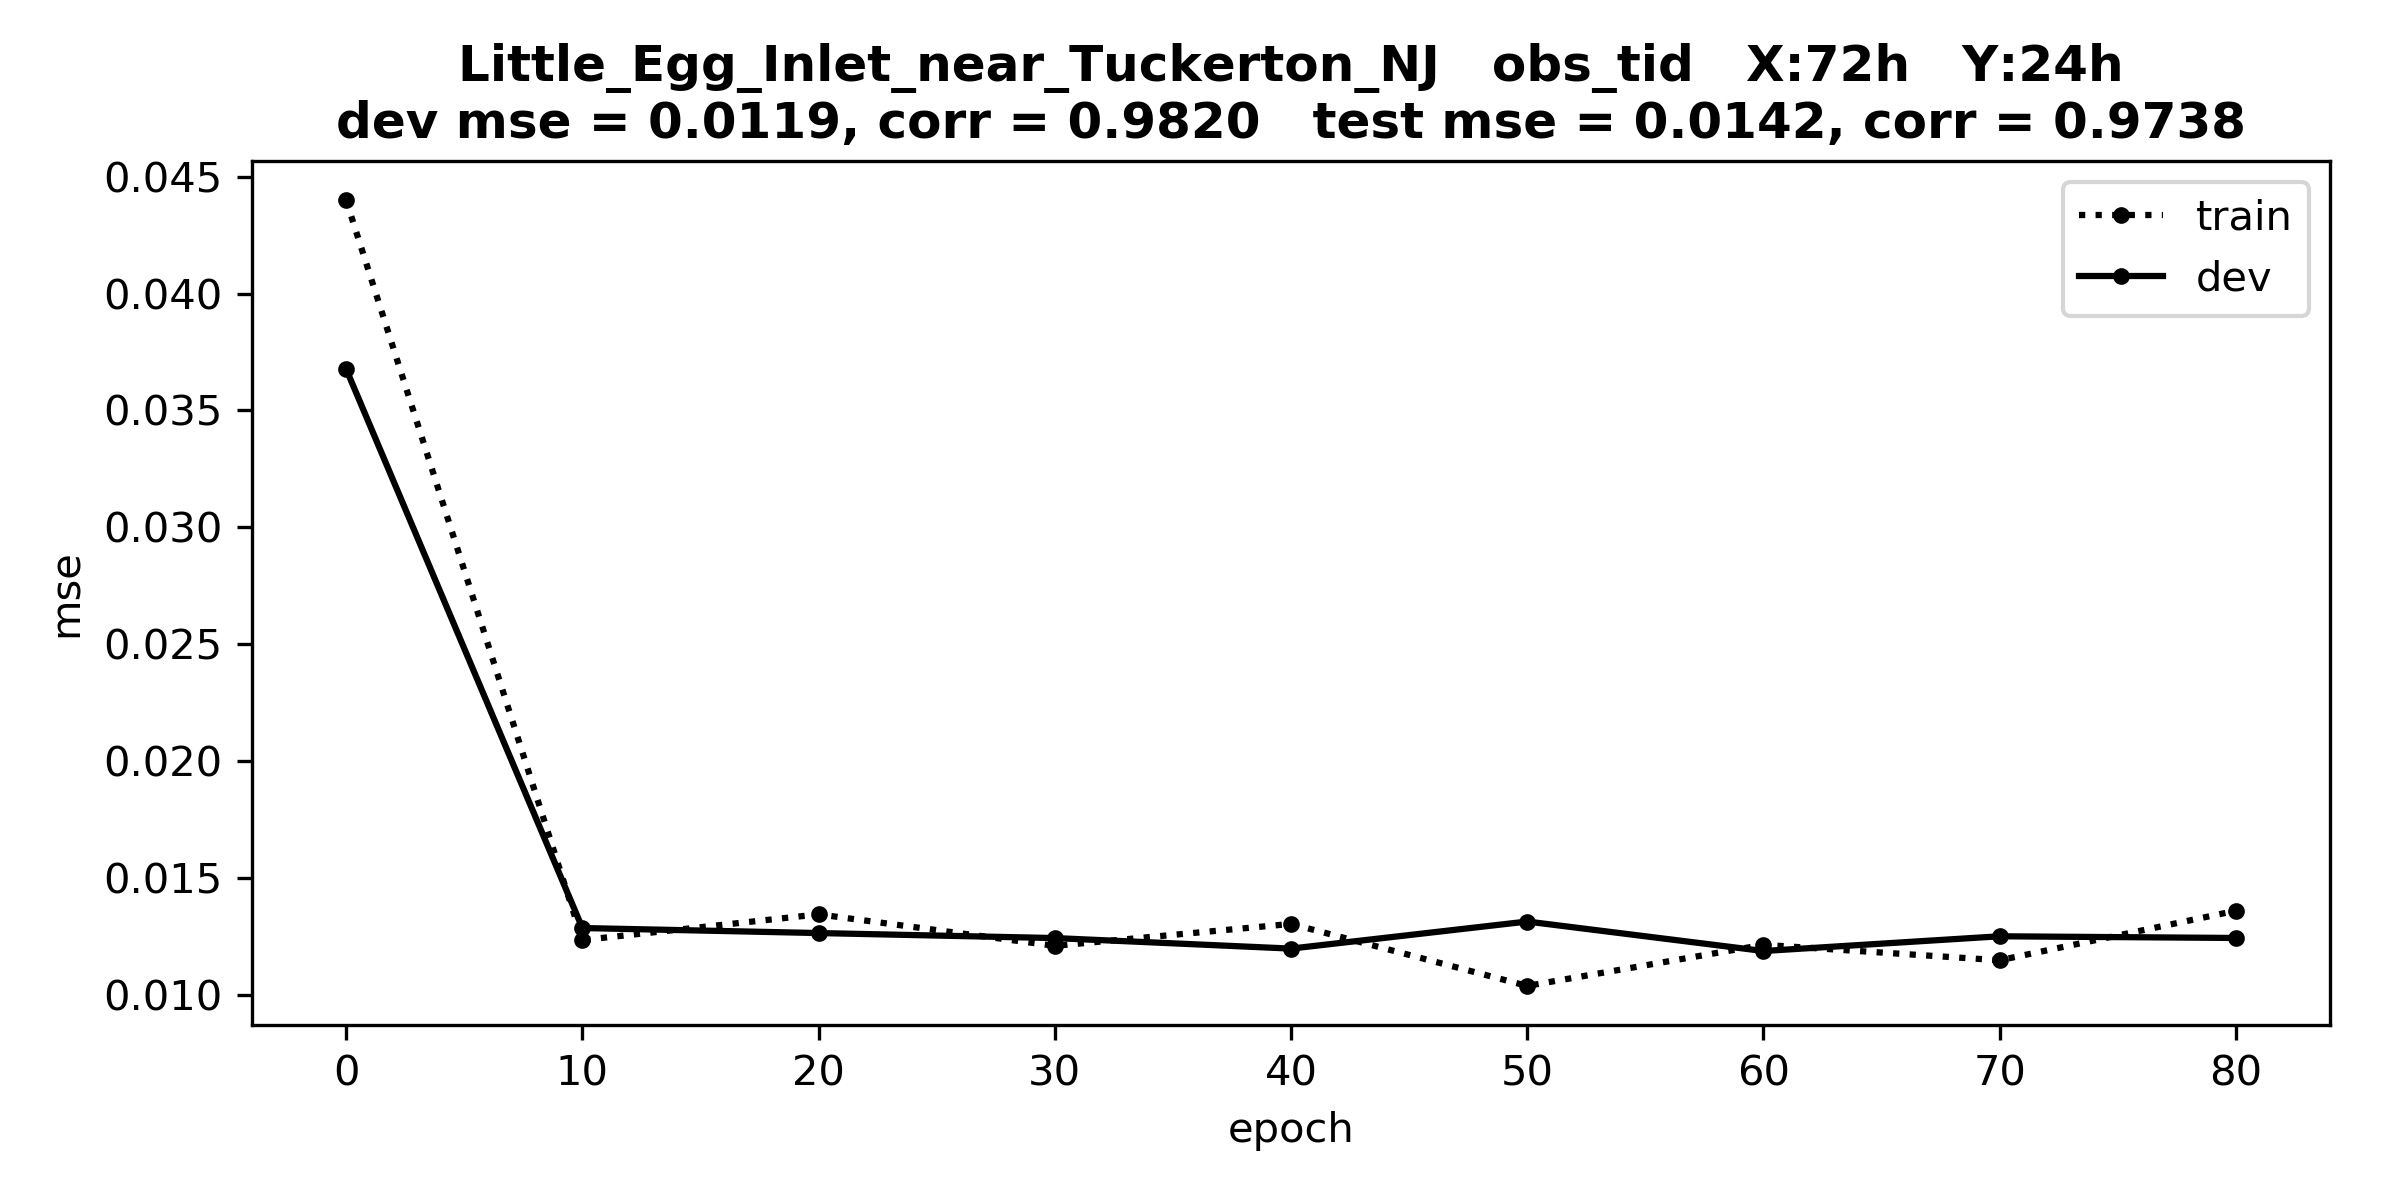 Little_Egg_Inlet_near_Tuckerton_NJ obs_tid X:72h Y:24h
dev mse = 0.0119, corr = 0.9820 test mse = 0.0142, corr = 0.9738
0.045
0.040
0.035
0.030
0.025
0.020
0.015
0.010
mse
train
dev
0 10 20 30 40 50 60 70 80
epoch